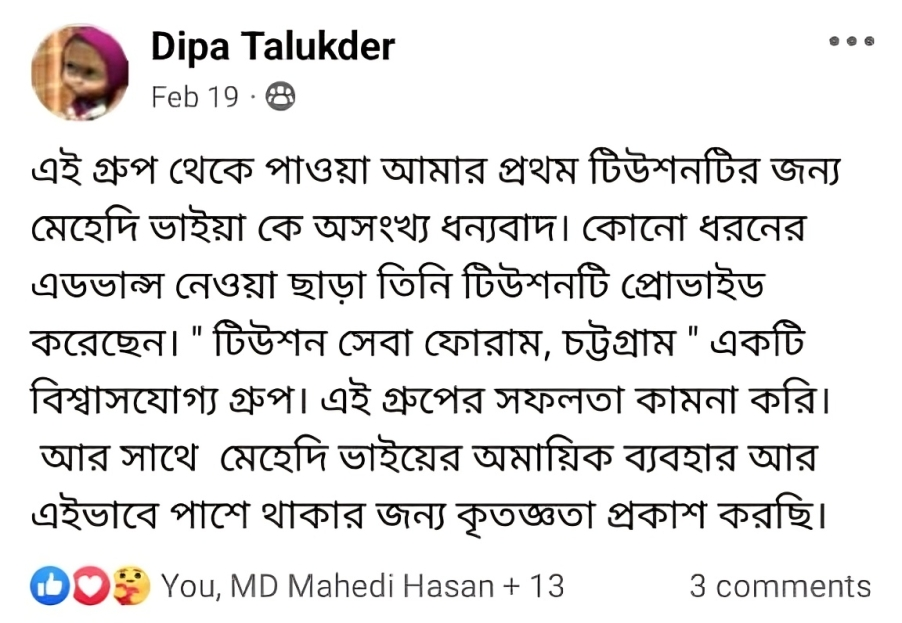 Dipa Talukder
Feb 19 ·
এই গ্রুপ থেকে পাওয়া আমার প্রথম টিউশনটির জন্য
মেহেদি ভাইয়া কে অসংখ্য ধন্যবাদ। কোনো ধরনের
এডভান্স নেওয়া ছাড়া তিনি টিউশনটি প্রোভাইড
করেছেন। " টিউশন সেবা ফোরাম, চট্টগ্রাম " একটি
বিশ্বাসযোগ্য গ্রুপ। এই গ্রুপের সফলতা কামনা করি।
আর সাথে মেহেদি ভাইয়ের অমায়িক ব্যবহার আর
এইভাবে পাশে থাকার জন্য কৃতজ্ঞতা প্রকাশ করছি।
You, MD Mahedi Hasan + 13 3 comments